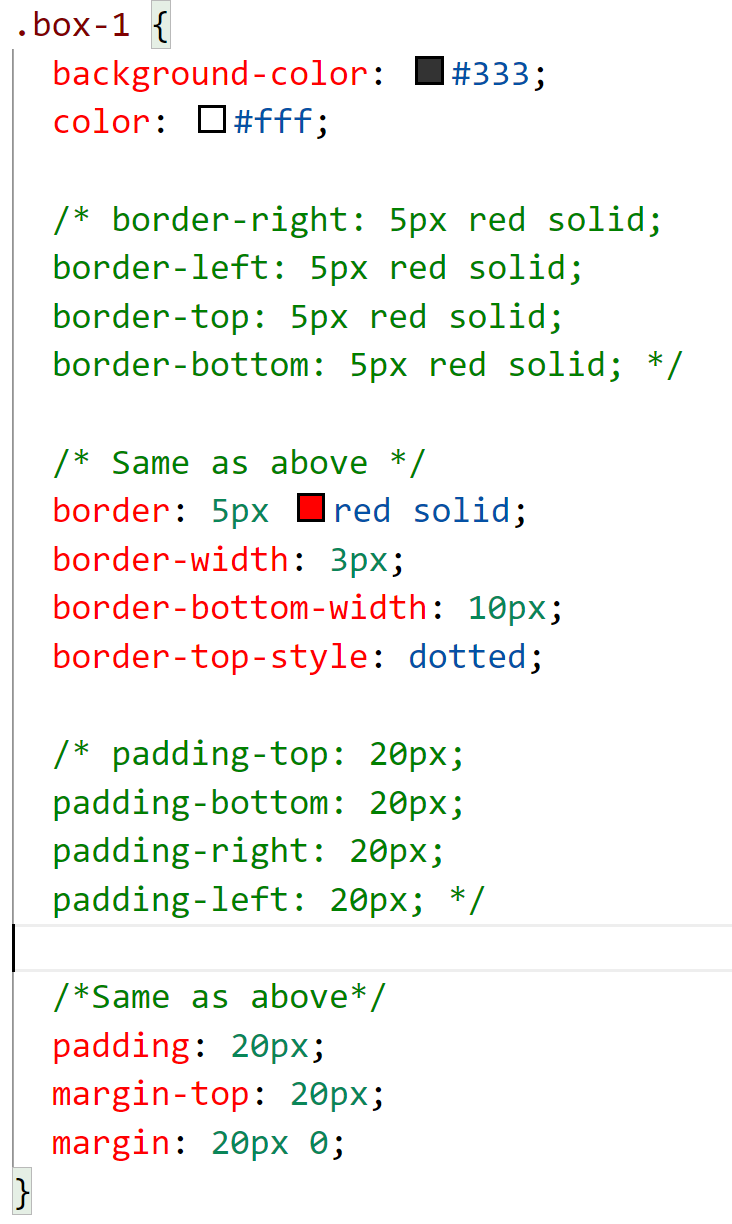 .box-1 {
background-color: #333;
color: #fff;
/* border-right: 5px red solid;
border-left: 5px red solid;
border-top: 5px red solid;
border-bottom: 5px red solid; */
/* Same as above */
border: 5px red solid;
border-width: 3px;
border-bottom-width: 10px;
border-top-style: dotted;
/* padding-top: 20px;
padding-bottom: 20px;
padding-right: 20px;
padding-left: 20px; */
/*Same as above*/
padding: 20px;
margin-top: 20px;
margin: 20px 0;
}